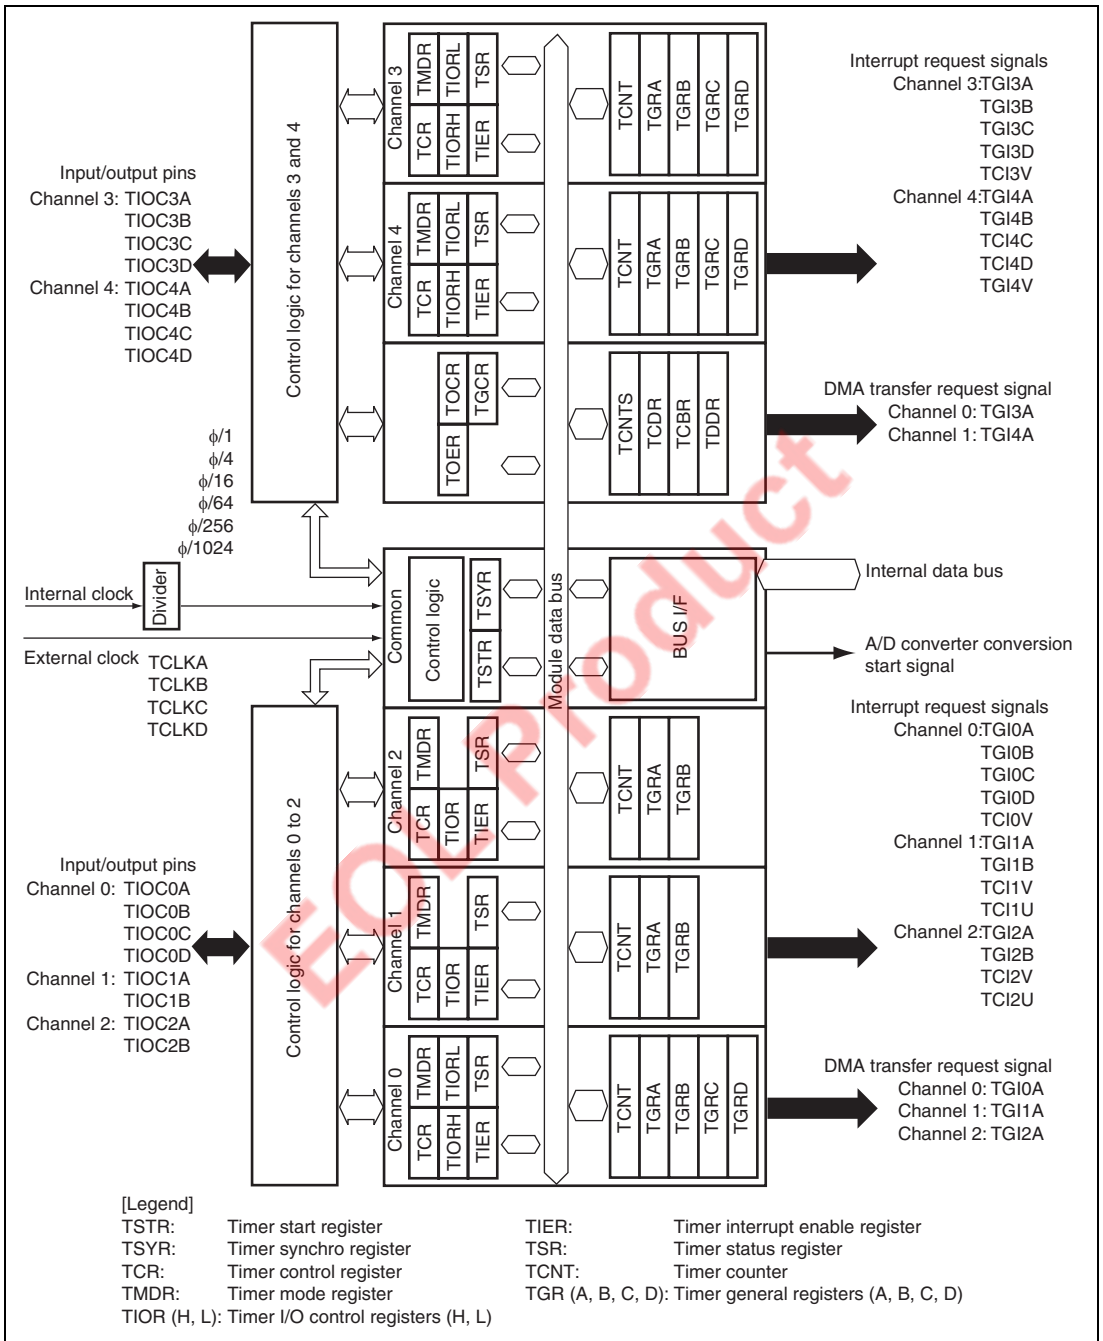 Input/output pins
Channel 3: TIOC3A
TIOC3B
TIOC3C
TIOC3D
Channel 4: TIOC4A
TIOC4B
TIOC4C
TIOC4D
ϕ/1
ϕ/4
ϕ/16
ϕ/64
ϕ/256
ϕ/1024
Internal clock
Divider
External clock
TCLKA
TCLKB
TCLKC
TCLKD
Input/output pins
Channel 0: TIOC0A
TIOC0B
TIOC0C
TIOC0D
Channel 1: TIOC1A
TIOC1B
Channel 2: TIOC2A
TIOC2B
Control logic for channels 3 and 4
Control logic for channels 0 to 2
Channel 3
TMDR
TIORL
TSR
TCR
TIORH
TIER
TCNT
TGRA
TGRB
TGRC
TGRD
Channel 4
TMDR
TIORL
TSR
TCR
TIORH
TIER
TCNT
TGRA
TGRB
TGRC
TGRD
TOCR
TGCR
TOER
TCNTS
TCDR
TCBR
TDDR
Common
Control logic
TSYR
TSTR
Module data bus
BUS I/F
Channel 2
TMDR
TSR
TCR
TIOR
TIER
TCNT
TGRA
TGRB
Channel 1
TMDR
TSR
TCR
TIOR
TIER
TCNT
TGRA
TGRB
Channel 0
TMDR
TIORL
TSR
TCR
TIORH
TIER
TCNT
TGRA
TGRB
TGRC
TGRD
Interrupt request signals
Channel 3:TGI3A
TGI3B
TGI3C
TGI3D
TCI3V
Channel 4:TGI4A
TGI4B
TCI4C
TCI4D
TGI4V
DMA transfer request signal
Channel 0: TGI3A
Channel 1: TGI4A
Internal data bus
A/D converter conversion
start signal
Interrupt request signals
Channel 0:TGI0A
TGI0B
TGI0C
TGI0D
TCI0V
Channel 1:TGI1A
TGI1B
TCI1V
TCI1U
Channel 2:TGI2A
TGI2B
TCI2V
TCI2U
DMA transfer request signal
Channel 0: TGI0A
Channel 1: TGI1A
Channel 2: TGI2A
EOL Product
[Legend]
TSTR: Timer start register
TSYR: Timer synchro register
TCR: Timer control register
TMDR: Timer mode register
TIOR (H, L): Timer I/O control registers (H, L)
TIER: Timer interrupt enable register
TSR: Timer status register
TCNT: Timer counter
TGR (A, B, C, D): Timer general registers (A, B, C, D)